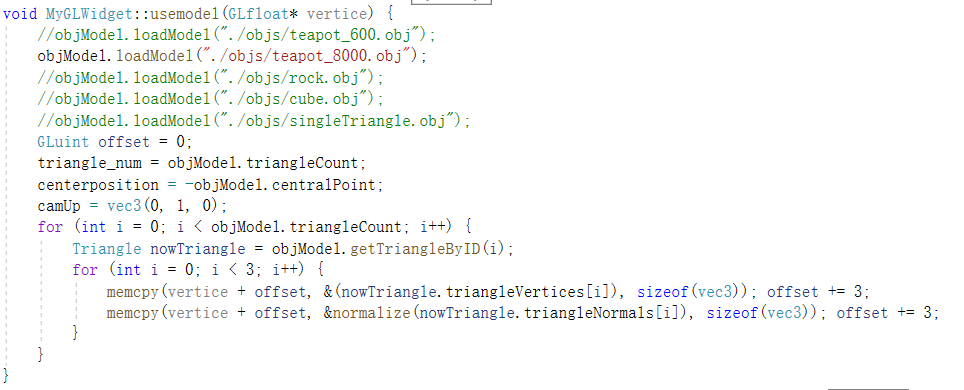 void MyGLWidget::usemodel(GLfloat* vertice) {
    //objModel.loadModel("./objs/teapot_600.obj");
    objModel.loadModel("./objs/teapot_8000.obj");
    //objModel.loadModel("./objs/rock.obj");
    //objModel.loadModel("./objs/cube.obj");
    //objModel.loadModel("./objs/singleTriangle.obj");
    GLuint offset = 0;
    triangle_num = objModel.triangleCount;
    centerposition = -objModel.centralPoint;
    camUp = vec3(0, 1, 0);
    for (int i = 0; i < objModel.triangleCount; i++) {
        Triangle nowTriangle = objModel.getTriangleByID(i);
        for (int i = 0; i < 3; i++) {
            memcpy(vertice + offset, &(nowTriangle.triangleVertices[i]), sizeof(vec3)); offset += 3;
            memcpy(vertice + offset, &normalize(nowTriangle.triangleNormals[i]), sizeof(vec3)); offset += 3;
        }
    }
}